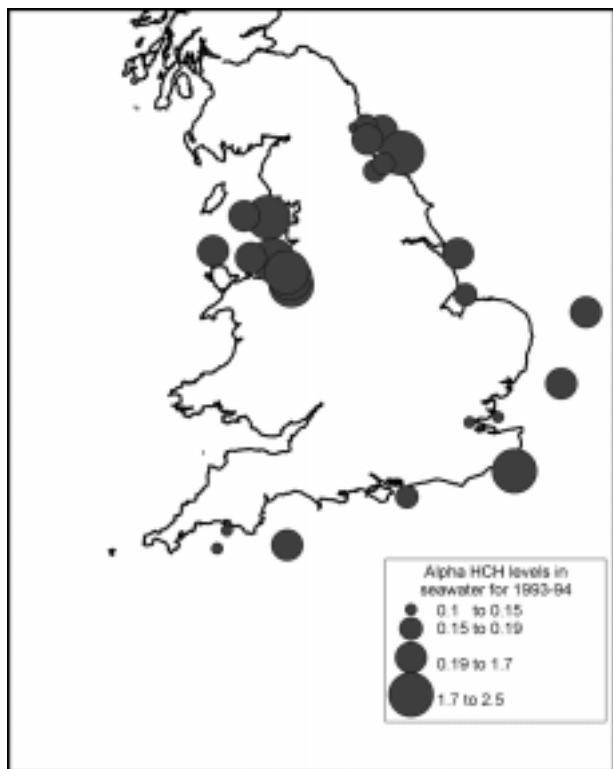 Alpha HCH levels in
seawater for 1993-94
0.1 to 0.15
0.15 to 0.19
0.19 to 1.7
1.7 to 2.5